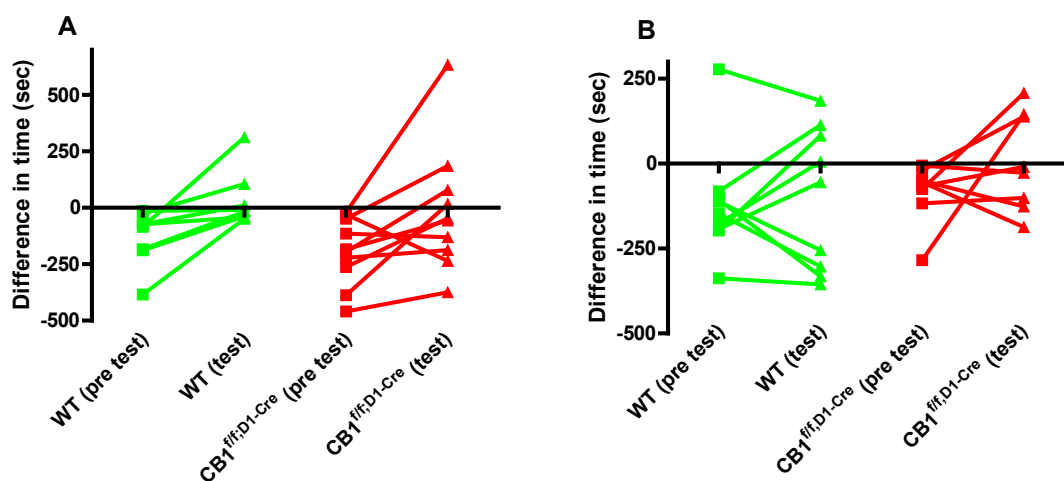 A
Difference in time (sec)
500
250
0
-250
-500
WT (pre test)
WT (test)
CB1f/f;D1-Cre (pre test)
CB1f/f;D1-Cre (test)
B
Difference in time (sec)
250
0
-250
-500
WT (pre test)
WT (test)
CB1f/f,D1-Cre (pre test)
CB1f/f,D1-Cre (test)